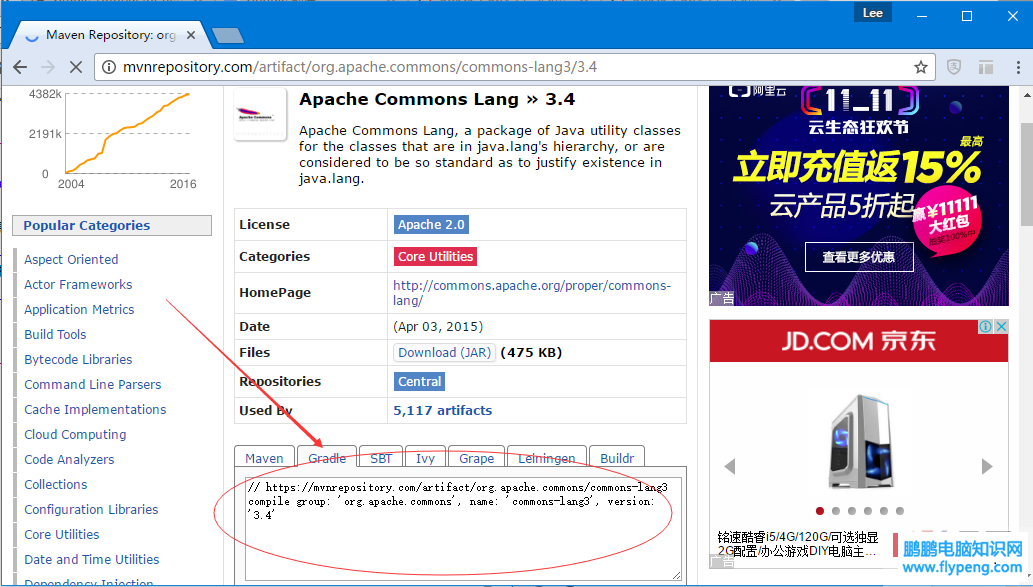 Lee
Maven Repository: org
mvnrepository.com/artifact/org.apache.commons/commons-lang3/3.4
4382k
2191k
0
2004 2016
Popular Categories
Aspect Oriented
Actor Frameworks
Application Metrics
Build Tools
Bytecode Libraries
Command Line Parsers
Cache Implementations
Cloud Computing
Code Analyzers
Collections
Configuration Libraries
Core Utilities
Date and Time Utilities
Dependency Injection
Apache Commons Lang » 3.4
Apache Commons Lang, a package of Java utility classes
for the classes that are in java.lang's hierarchy, or are
considered to be so standard as to justify existence in
java.lang.
License Apache 2.0
Categories Core Utilities
HomePage http://commons.apache.org/proper/commons-
lang/
Date (Apr 03, 2015)
Files Download (JAR) (475 KB)
Repositories Central
Used By 5,117 artifacts
Maven Gradle SBT Ivy Grape Leiningen Buildr
// https://mvnrepository.com/artifact/org.apache.commons/commons-lang3
compile group: 'org.apache.commons', name: 'commons-lang3', version:
'3.4'
阿里云
11_11
云生态狂欢节
最高
立即充值返15%
云产品5折起
赢¥11111
大红包
抽奖100%中
查看更多优惠
广告
JD.COM 京东
铭速酷睿i5/4G/120G/可选独显
2G配置/办公游戏DIY电脑主...
广告
鹏鹏电脑知识网
www.flypeng.com